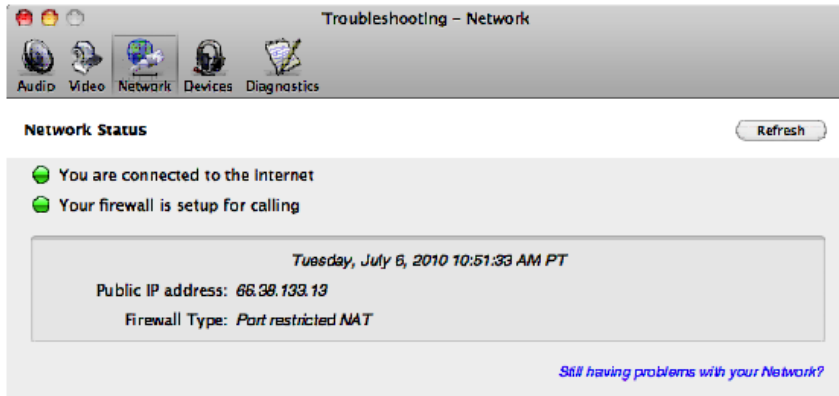 Troubleshooting – Network
Audio Video Network Devices Diagnostics
Network Status
Refresh
You are connected to the Internet
Your firewall is setup for calling
Tuesday, July 6, 2010 10:51:33 AM PT
Public IP address: 66.38.133.13
Firewall Type: Port restricted NAT
Still having problems with your Network?